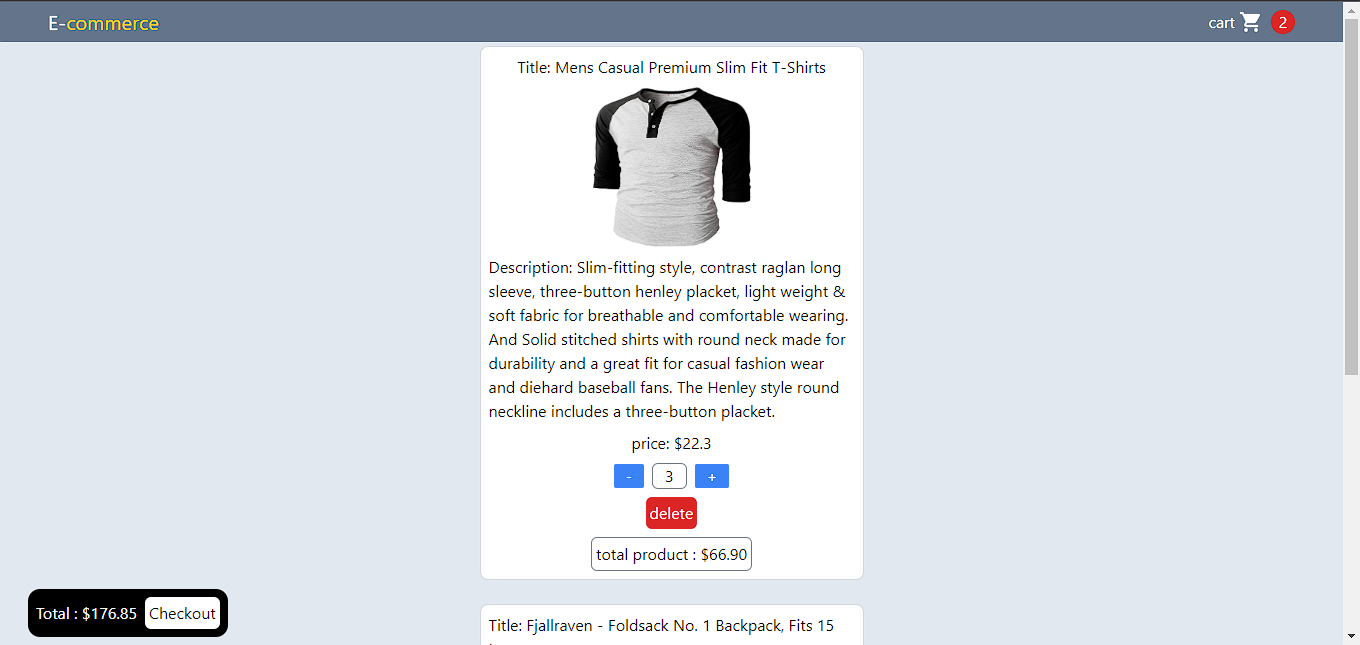 E-commerce
cart 2
Title: Mens Casual Premium Slim Fit T-Shirts
Description: Slim-fitting style, contrast raglan long
sleeve, three-button henley placket, light weight &
soft fabric for breathable and comfortable wearing.
And Solid stitched shirts with round neck made for
durability and a great fit for casual fashion wear
and diehard baseball fans. The Henley style round
neckline includes a three-button placket.
price: $22.3
- 3 +
delete
total product : $66.90
Total : $176.85 Checkout
Title: Fjallraven - Foldsack No. 1 Backpack, Fits 15